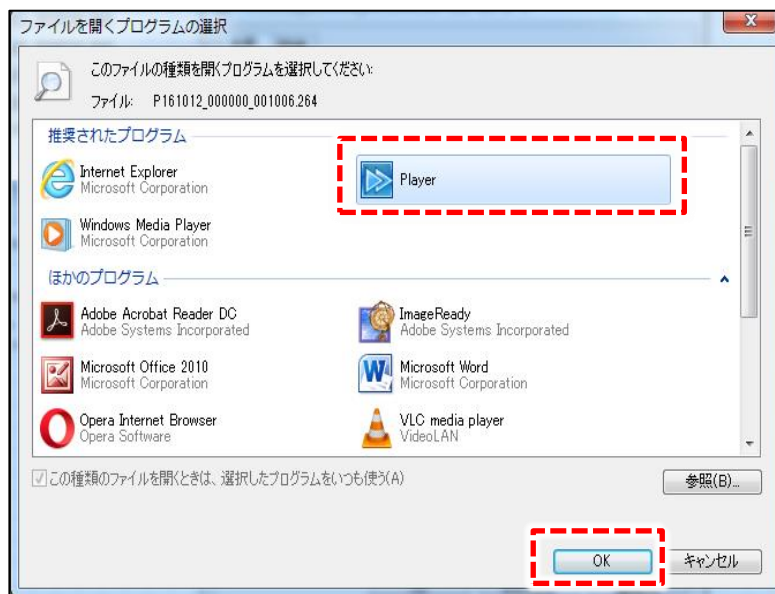 ファイルを開くプログラムの選択
このファイルの種類を開くプログラムを選択してください:
ファイル: P161012_000000_001006.264
推奨されたプログラム
Internet Explorer
Microsoft Corporation
Player
Windows Media Player
Microsoft Corporation
ほかのプログラム
Adobe Acrobat Reader DC
Adobe Systems Incorporated
ImageReady
Adobe Systems Incorporated
Microsoft Office 2010
Microsoft Corporation
Microsoft Word
Microsoft Corporation
Opera Internet Browser
Opera Software
VLC media player
VideoLAN
この種類のファイルを開くときは、選択したプログラムをいつも使う(A)
参照(B)...
OK
キャンセル